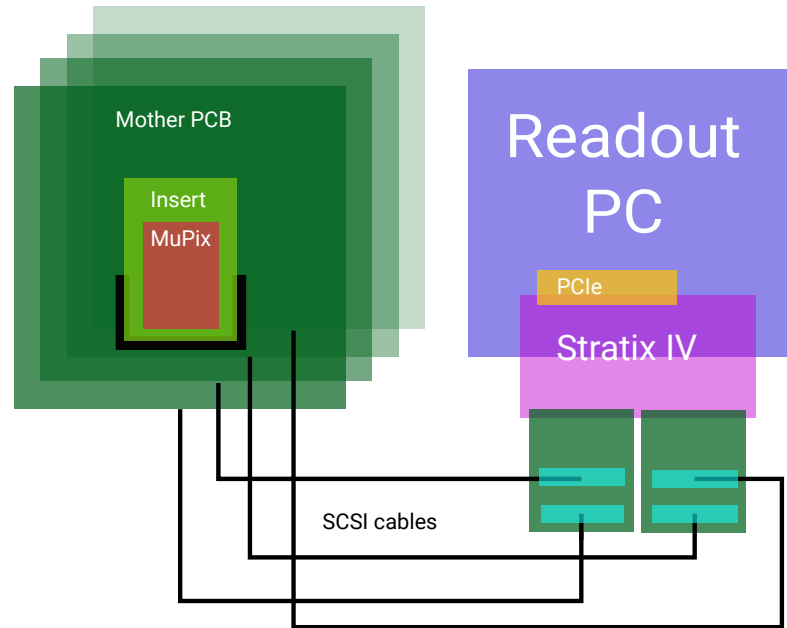 Mother PCB
Insert
MuPix
Readout
PC
PCIe
Stratix IV
SCSI cables